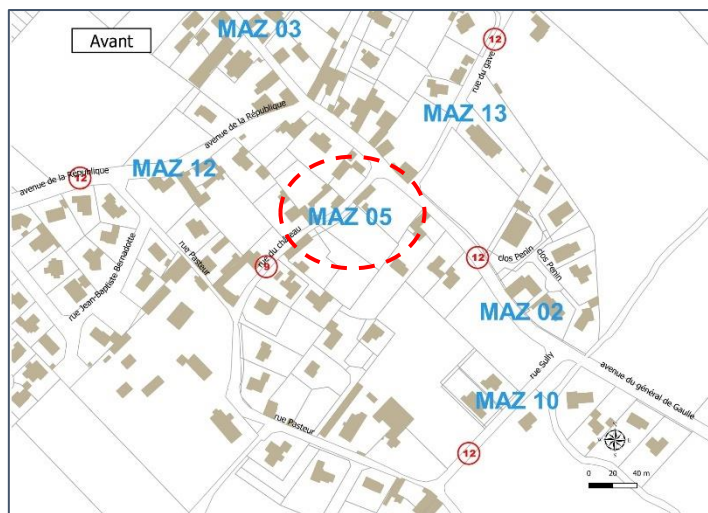 Avant
MAZ 03
12
rue du gave
MAZ 13
avenue de la République
avenue de la République
12
MAZ 12
MAZ 05
rue du château
9
rue Pasteur
rue Jean-Baptiste Bernadotte
clos Penin
clos Penin
12
MAZ 02
rue Sully
avenue du général de Gaulle
MAZ 10
rue Pasteur
12
N
E
S
0 20 40 m